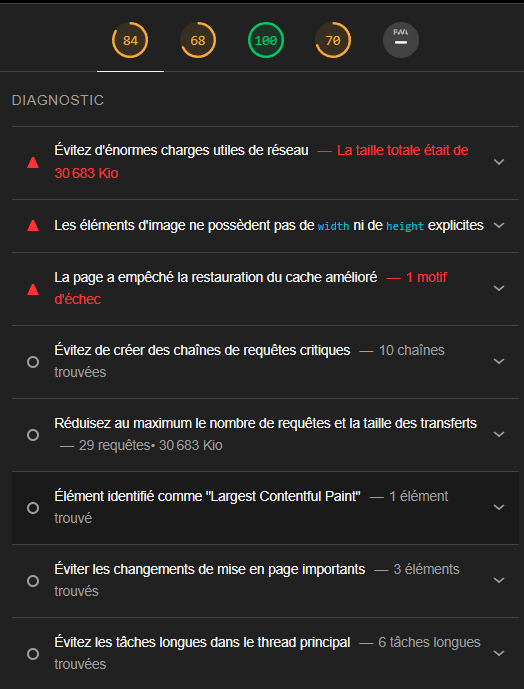 84 68 100 70 PWA
DIAGNOSTIC
Évitez d'énormes charges utiles de réseau — La taille totale était de
30 683 Kio
Les éléments d'image ne possèdent pas de width ni de height explicites
La page a empêché la restauration du cache amélioré — 1 motif
d'échec
Évitez de créer des chaînes de requêtes critiques — 10 chaînes
trouvées
Réduisez au maximum le nombre de requêtes et la taille des transferts
— 29 requêtes• 30 683 Kio
Élément identifié comme "Largest Contentful Paint" — 1 élément
trouvé
Éviter les changements de mise en page importants — 3 éléments
trouvés
Évitez les tâches longues dans le thread principal — 6 tâches longues
trouvées